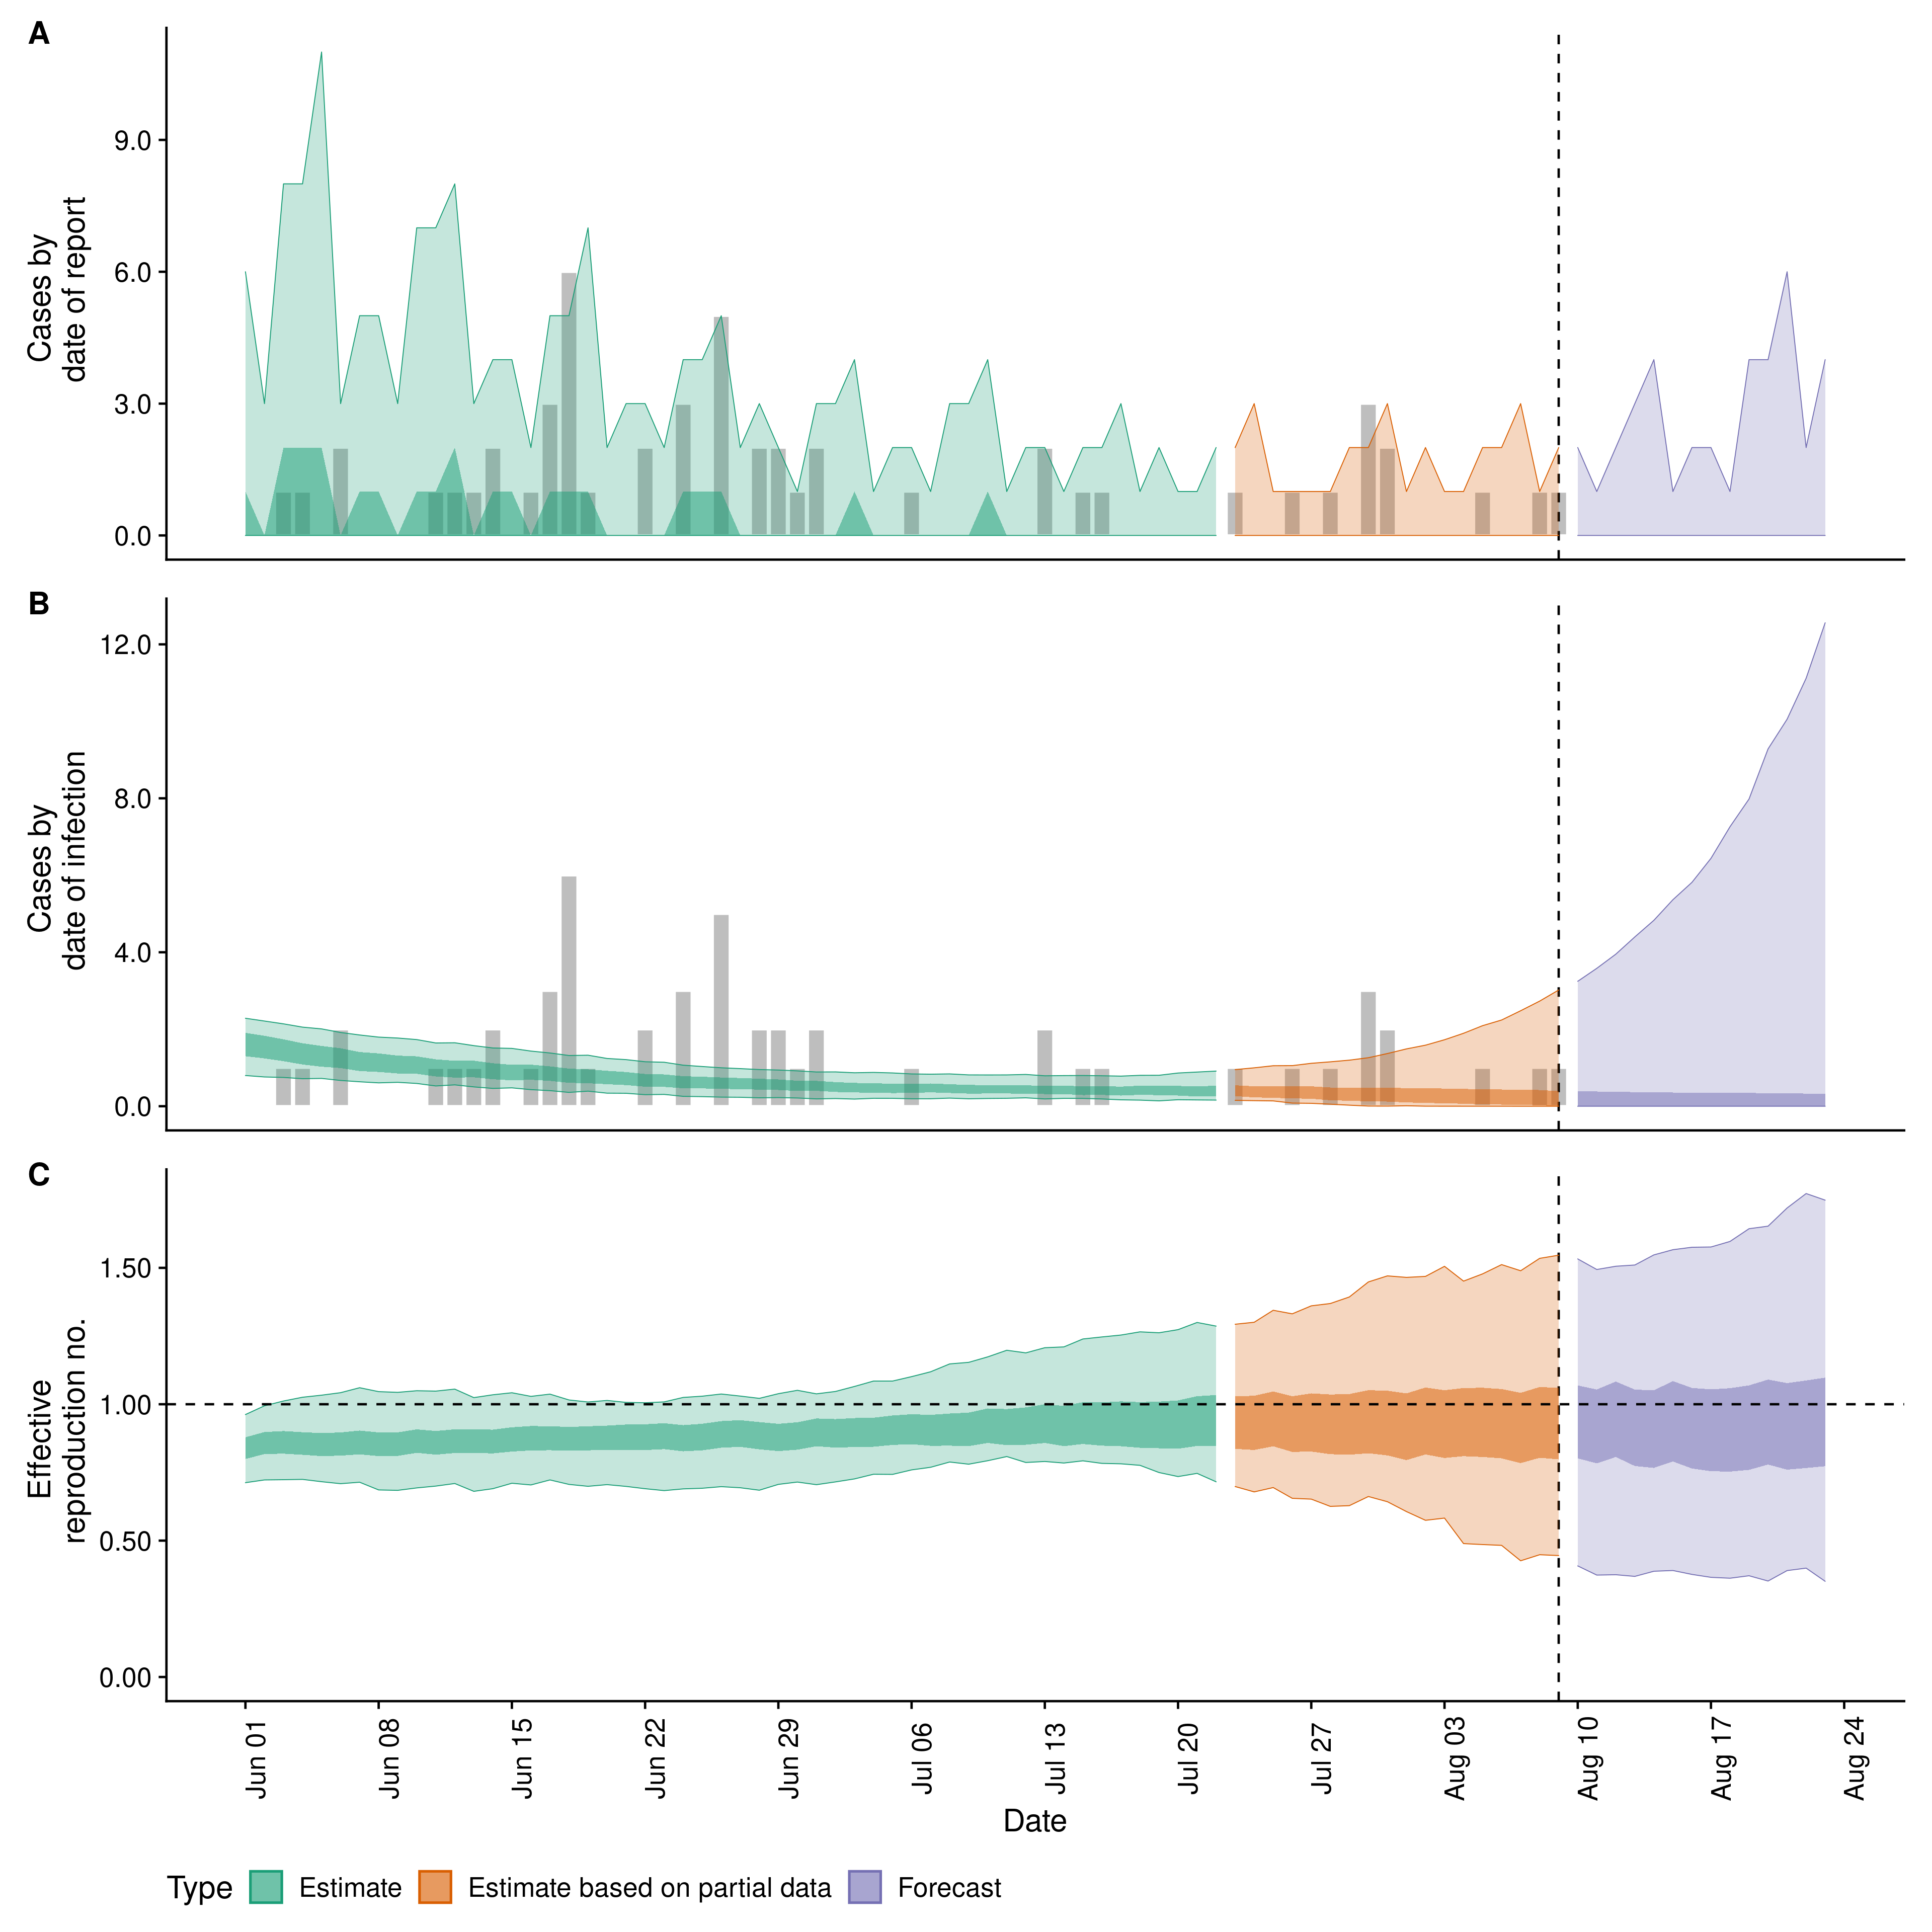 A
Cases by
date of report
9.0
6.0
3.0
0.0
B
Cases by
date of infection
12.0
8.0
4.0
0.0
C
Effective
reproduction no.
1.50
1.00
0.50
0.00
Jun 01
Jun 08
Jun 15
Jun 22
Jun 29
Jul 06
Jul 13
Jul 20
Jul 27
Aug 03
Aug 10
Aug 17
Aug 24
Date
Type Estimate Estimate based on partial data Forecast